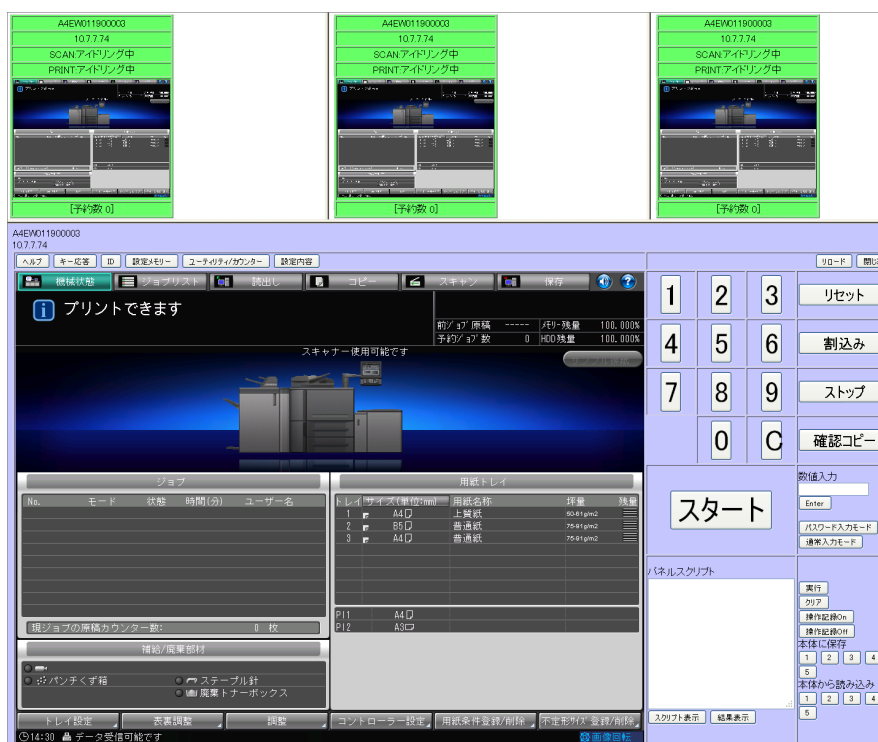 A4EW011900003
A4EW011900003
A4EW011900003
10.7.7.74
10.7.7.74
10.7.7.74
SCAN:アイドリング中
SCAN:アイドリング中
SCAN:アイドリング中
PRINT:アイドリング中
PRINT:アイドリング中
PRINT:アイドリング中
[予約数 0]
[予約数 0]
[予約数 0]
A4EW011900003
10.7.7.74
ヘルプ キー応答 ID 設定メモリー ユーティリティ/カウンター 設定内容
リロード 閉じ
機械状態 ジョブリスト 読出し コピー スキャン 保存
プリントできます
前ジョブ原稿 ----- メモリー残量 100.000%
予約ジョブ数 0 HDD残量 100.000%
スキャナー使用可能です
ジョブ
No. モード 状態 時間(分) ユーザー名
現ジョブの原稿カウンター数: 0 枚
補給/廃棄部材
パンチくず箱
ステープル針
廃棄トナーボックス
用紙トレイ
トレイ サイズ(単位:mm) 用紙名称 坪量 残量
1 A4 上質紙 50-61g/m2
2 B5 普通紙 75-91g/m2
3 A4 普通紙 75-91g/m2
PI1 A4
PI2 A3
トレイ設定 表裏調整 調整 コントローラー設定 用紙条件登録/削除 不定形サイズ登録/削除
14:30 データ受信可能です 画像回転
1 2 3 リセット
4 5 6 割込み
7 8 9 ストップ
0 C 確認コピー
スタート
数値入力
Enter
パスワード入力モード
通常入力モード
パネルスクリプト
実行
クリア
操作記録On
操作記録Off
本体に保存
1 2 3 4
5
本体から読み込み
1 2 3 4
5
スクリプト表示 結果表示